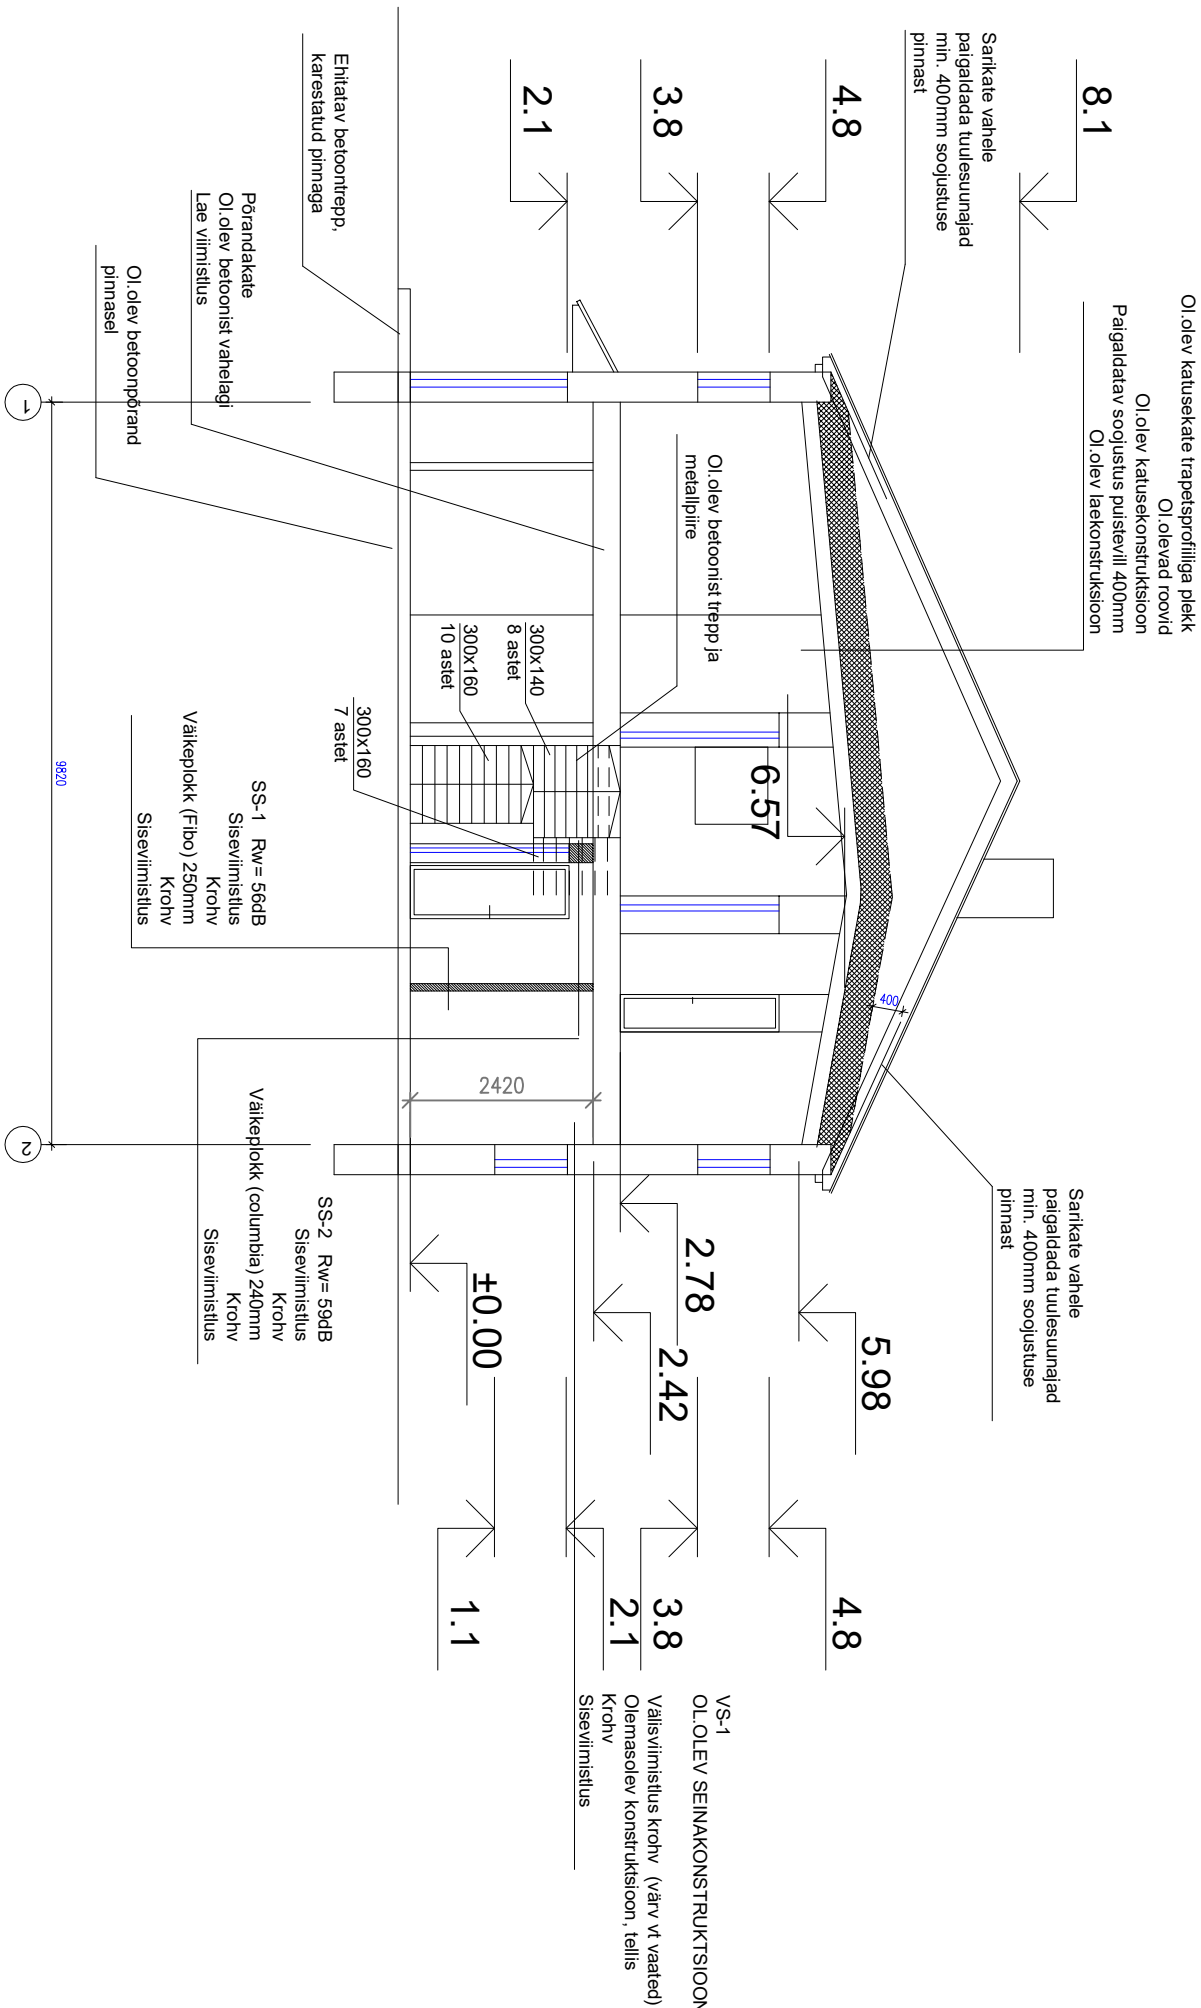 Ol.olev katusekate trapetsprofiiliga plekk
Ol.olevad roovid
Ol.olev katusekonstruktsioon
Paigaldatav soojustus puistevill 400mm
Ol.olev laekonstruksioon
8.1
Sarikate vahele
paigaldada tuulesuunajad
min. 400mm soojustuse
pinnast
4.8
3.8
2.1
Ehitatav betoontrepp,
karestatud pinnaga
Põrandakate
Ol.olev betoonist vahelagi
Lae viimistlus
Ol.olev betoonpõrand
pinnasel
Ol.olev betoonist trepp ja
metallpiire
300x140
8 astet
300x160
10 astet
300x160
7 astet
6.57
400
2420
Sarikate vahele
paigaldada tuulesuunajad
min. 400mm soojustuse
pinnast
5.98
2.78
2.42
±0.00
4.8
3.8
2.1
1.1
VS-1
OL.OLEV SEINAKONSTRUKTSIOON
Välisviimistlus krohv (värv vt vaated)
Olemasolev konstruktsioon, tellis
Krohv
Siseviimistlus
SS-1 Rw= 56dB
Siseviimistlus
Krohv
Väikeplokk (Fibo) 250mm
Krohv
Siseviimistlus
SS-2 Rw= 59dB
Siseviimistlus
Krohv
Väikeplokk (columbia) 240mm
Krohv
Siseviimistlus
9820
1
2